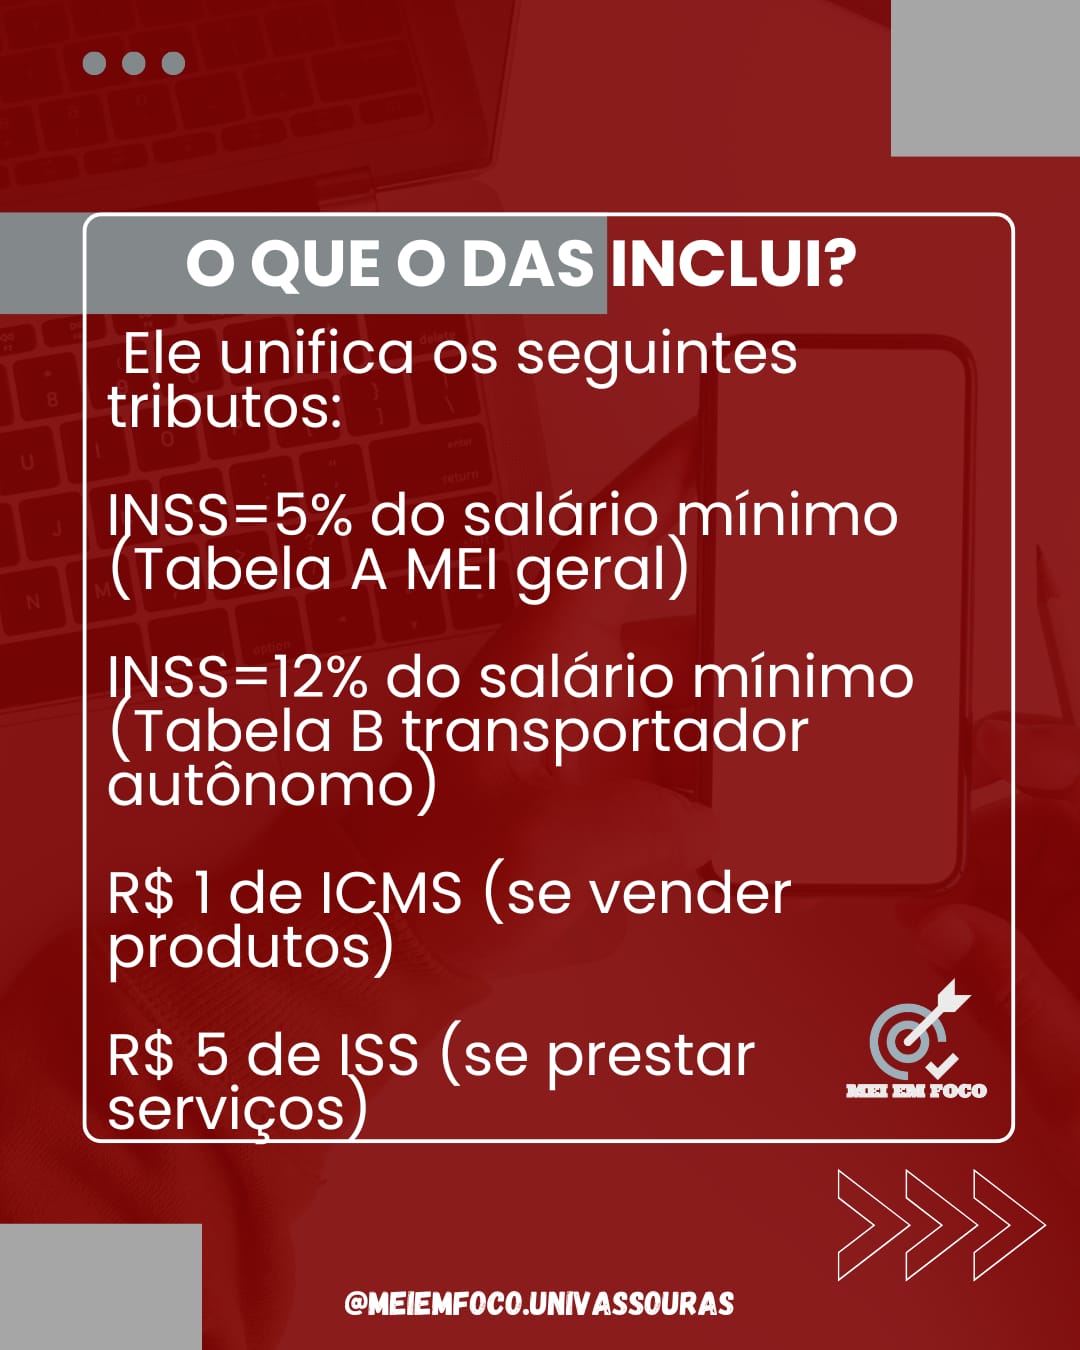 O QUE O DAS INCLUI?
Ele unifica os seguintes
tributos:
INSS=5% do salário mínimo
(Tabela A MEI geral)
INSS=12% do salário mínimo
(Tabela B transportador
autônomo)
R$ 1 de ICMS (se vender
produtos)
R$ 5 de ISS (se prestar
serviços)
MEI EM FOCO
@MEIEMFOCO.UNIVASSOURAS